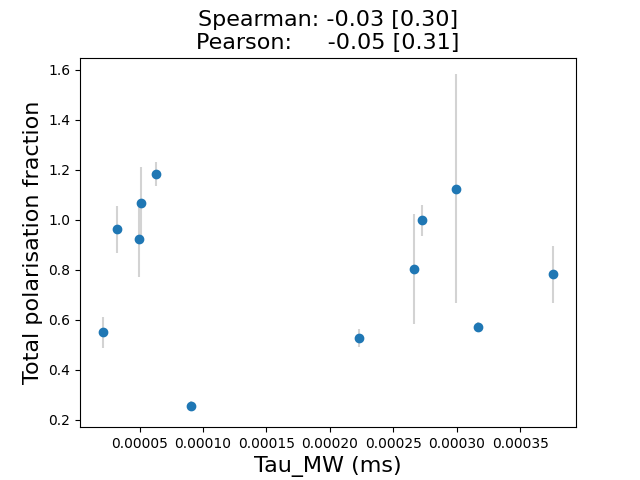 Spearman: -0.03 [0.30]
Pearson: -0.05 [0.31]
Total polarisation fraction
1.6
1.4
1.2
1.0
0.8
0.6
0.4
0.2
0.00005 0.00010 0.00015 0.00020 0.00025 0.00030 0.00035
Tau_MW (ms)